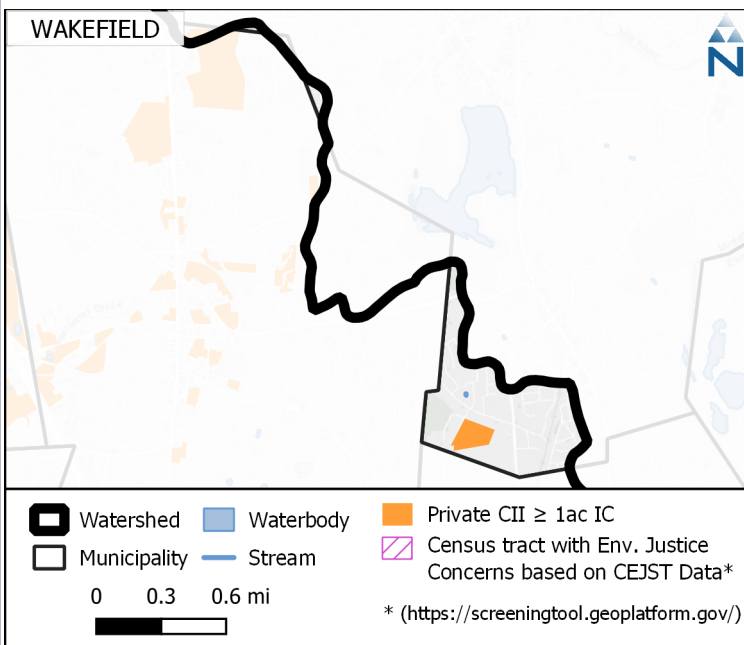 WAKEFIELD
N
Watershed
Waterbody
Private CII ≥ 1ac IC
Municipality
Stream
Census tract with Env. Justice
Concerns based on CEJST Data*
0 0.3 0.6 mi
* (https://screeningtool.geoplatform.gov/)